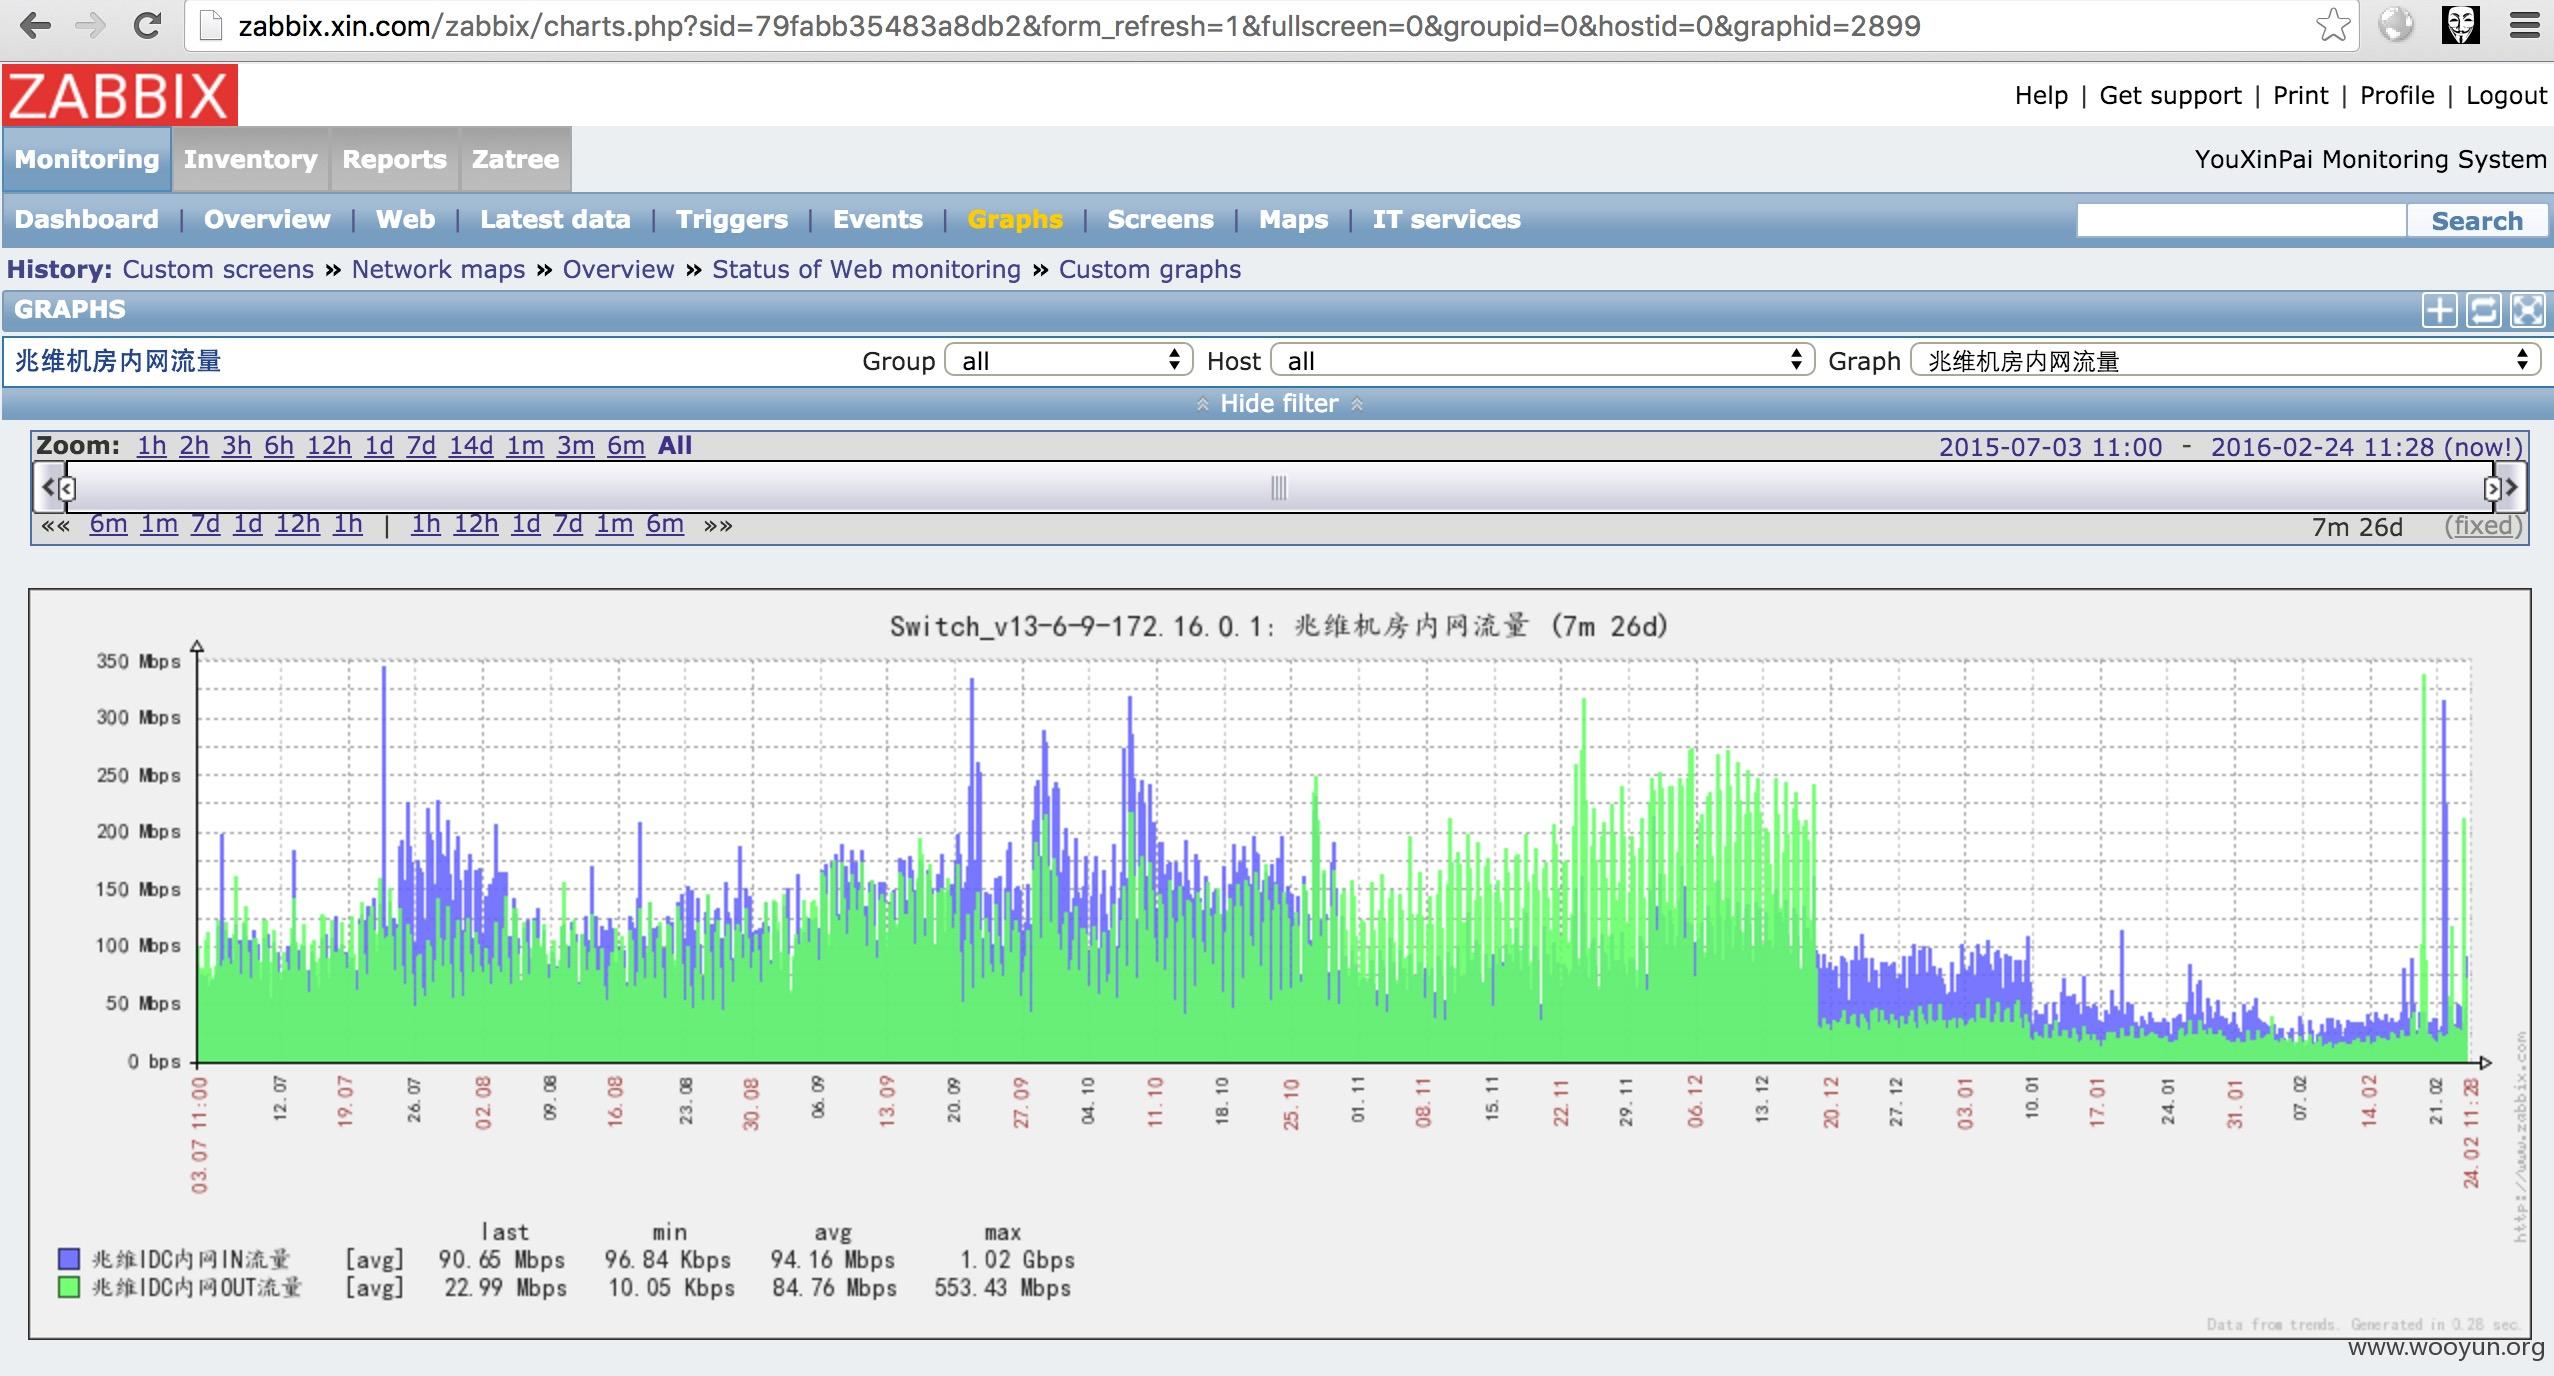 zabbix.xin.com/zabbix/charts.php?sid=79fabb35483a8db2&form_refresh=1&fullscreen=0&groupid=0&hostid=0&graphid=2899
ZABBIX
Help | Get support | Print | Profile | Logout
Monitoring Inventory Reports Zatree
YouXinPai Monitoring System
Dashboard | Overview | Web | Latest data | Triggers | Events | Graphs | Screens | Maps | IT services
Search
History: Custom screens » Network maps » Overview » Status of Web monitoring » Custom graphs
GRAPHS
兆维机房内网流量 Group all Host all Graph 兆维机房内网流量
Hide filter
Zoom: 1h 2h 3h 6h 12h 1d 7d 14d 1m 3m 6m All
2015-07-03 11:00 - 2016-02-24 11:28 (now!)
«« 6m 1m 7d 1d 12h 1h | 1h 12h 1d 7d 1m 6m »»
7m 26d (fixed)
Switch_v13-6-9-172.16.0.1: 兆维机房内网流量 (7m 26d)
350 Mbps
300 Mbps
250 Mbps
200 Mbps
150 Mbps
100 Mbps
50 Mbps
0 bps
03.07 11:00 12.07 19.07 26.07 02.08 09.08 16.08 23.08 30.08 06.09 13.09 20.09 27.09 04.10 11.10 18.10 25.10 01.11 08.11 15.11 22.11 29.11 06.12 13.12 20.12 27.12 03.01 10.01 17.01 24.01 31.01 07.02 14.02 21.02 24.02 11:28
http://www.zabbix.com
last min avg max
兆维IDC内网IN流量 [avg] 90.65 Mbps 96.84 Kbps 94.16 Mbps 1.02 Gbps
兆维IDC内网OUT流量 [avg] 22.99 Mbps 10.05 Kbps 84.76 Mbps 553.43 Mbps
Data from trends. Generated in 0.28 sec.
www.wooyun.org